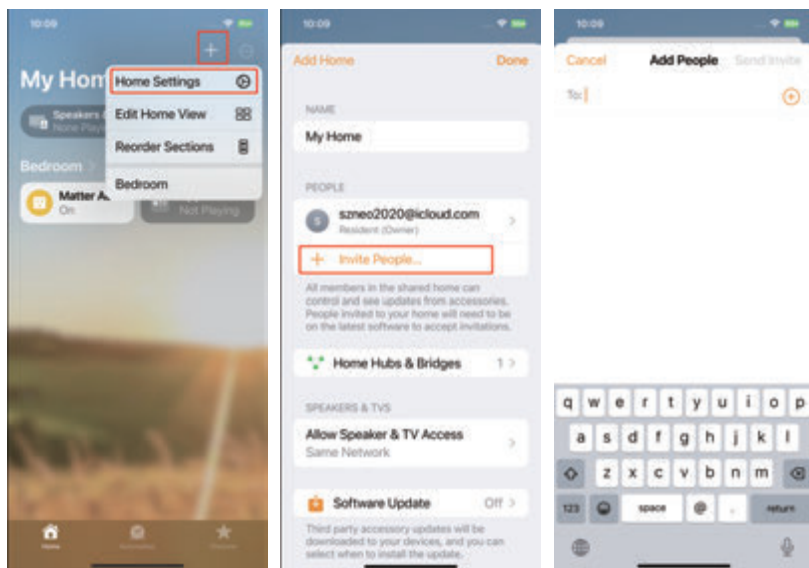 10:09
My Hom
Home Settings
Edit Home View
Reorder Sections
Bedroom
Speakers &
None Play
Bedroom
Matter A
On
Not Playing
Home
Automation
Discover
10:09
Add Home
Done
NAME
My Home
PEOPLE
S
szneo2020@icloud.com
Resident (Owner)
+ Invite People...
All members in the shared home can
control and see updates from accessories.
People invited to your home will need to be
on the latest software to accept invitations.
Home Hubs & Bridges 1
SPEAKERS & TVS
Allow Speaker & TV Access
Same Network
Software Update Off
Third party accessory updates will be
downloaded to your devices, and you can
select when to install the update.
10:09
Cancel Add People Send Invite
To:
q w e r t y u i o p
a s d f g h j k l
z x c v b n m
123 space @ . return